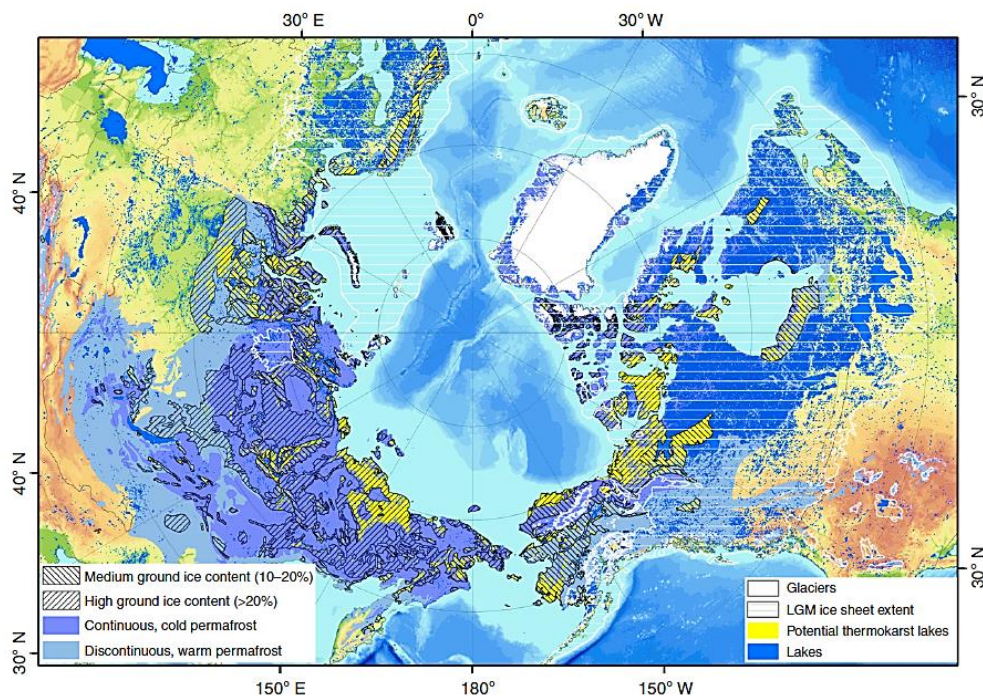 30° E
0°
30° W
30° N
40° N
40° N
30° N
30° N
Medium ground ice content (10–20%)
High ground ice content (>20%)
Continuous, cold permafrost
Discontinuous, warm permafrost
Glaciers
LGM ice sheet extent
Potential thermokarst lakes
Lakes
150° E
180°
150° W